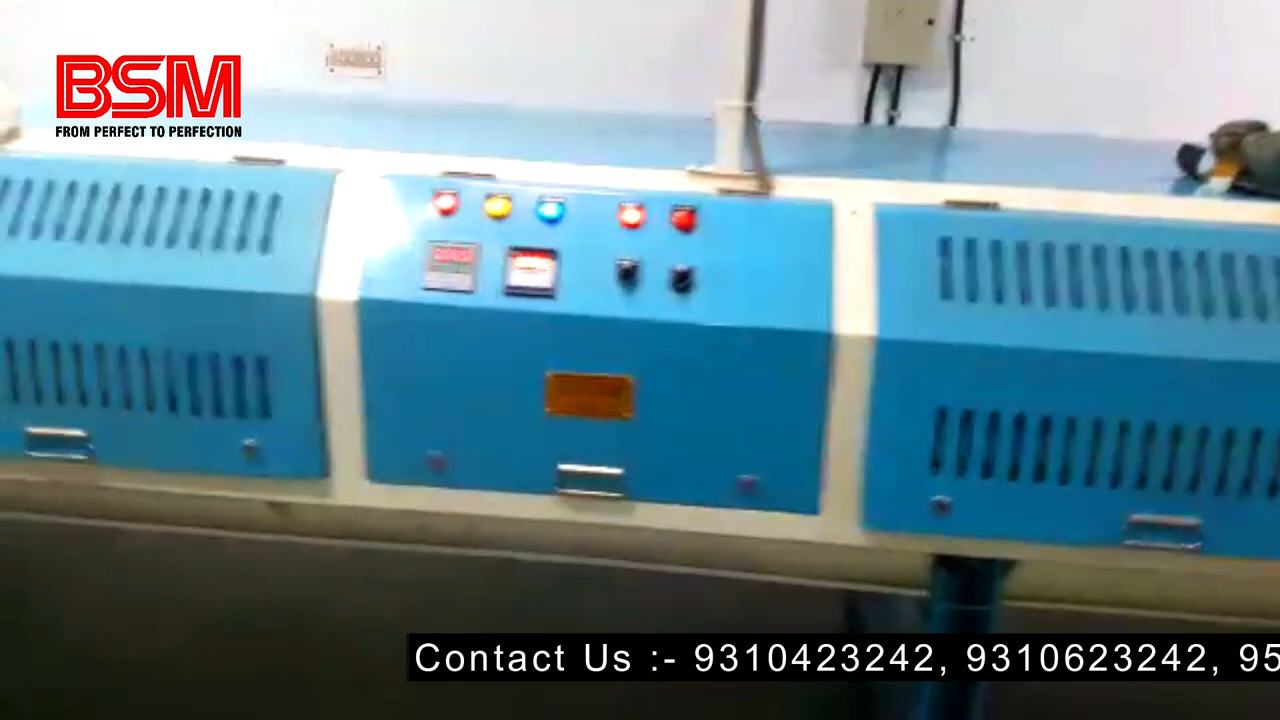 BSM
FROM PERFECT TO PERFECTION
Contact Us :- 9310423242, 9310623242, 95